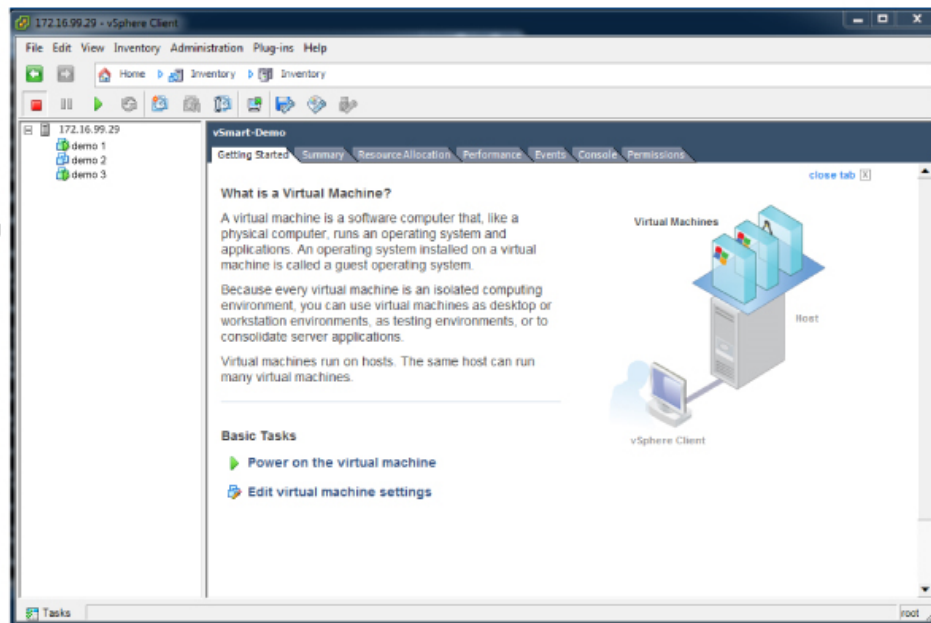 172.16.99.29 - vSphere Client
File Edit View Inventory Administration Plug-ins Help
Home Inventory Inventory
172.16.99.29
demo 1
demo 2
demo 3
vSmart-Demo
Getting Started Summary Resource Allocation Performance Events Console Permissions
close tab
What is a Virtual Machine?
A virtual machine is a software computer that, like a
physical computer, runs an operating system and
applications. An operating system installed on a virtual
machine is called a guest operating system.
Because every virtual machine is an isolated computing
environment, you can use virtual machines as desktop or
workstation environments, as testing environments, or to
consolidate server applications.
Virtual machines run on hosts. The same host can run
many virtual machines.
Virtual Machines
Host
vSphere Client
Basic Tasks
Power on the virtual machine
Edit virtual machine settings
Tasks
root